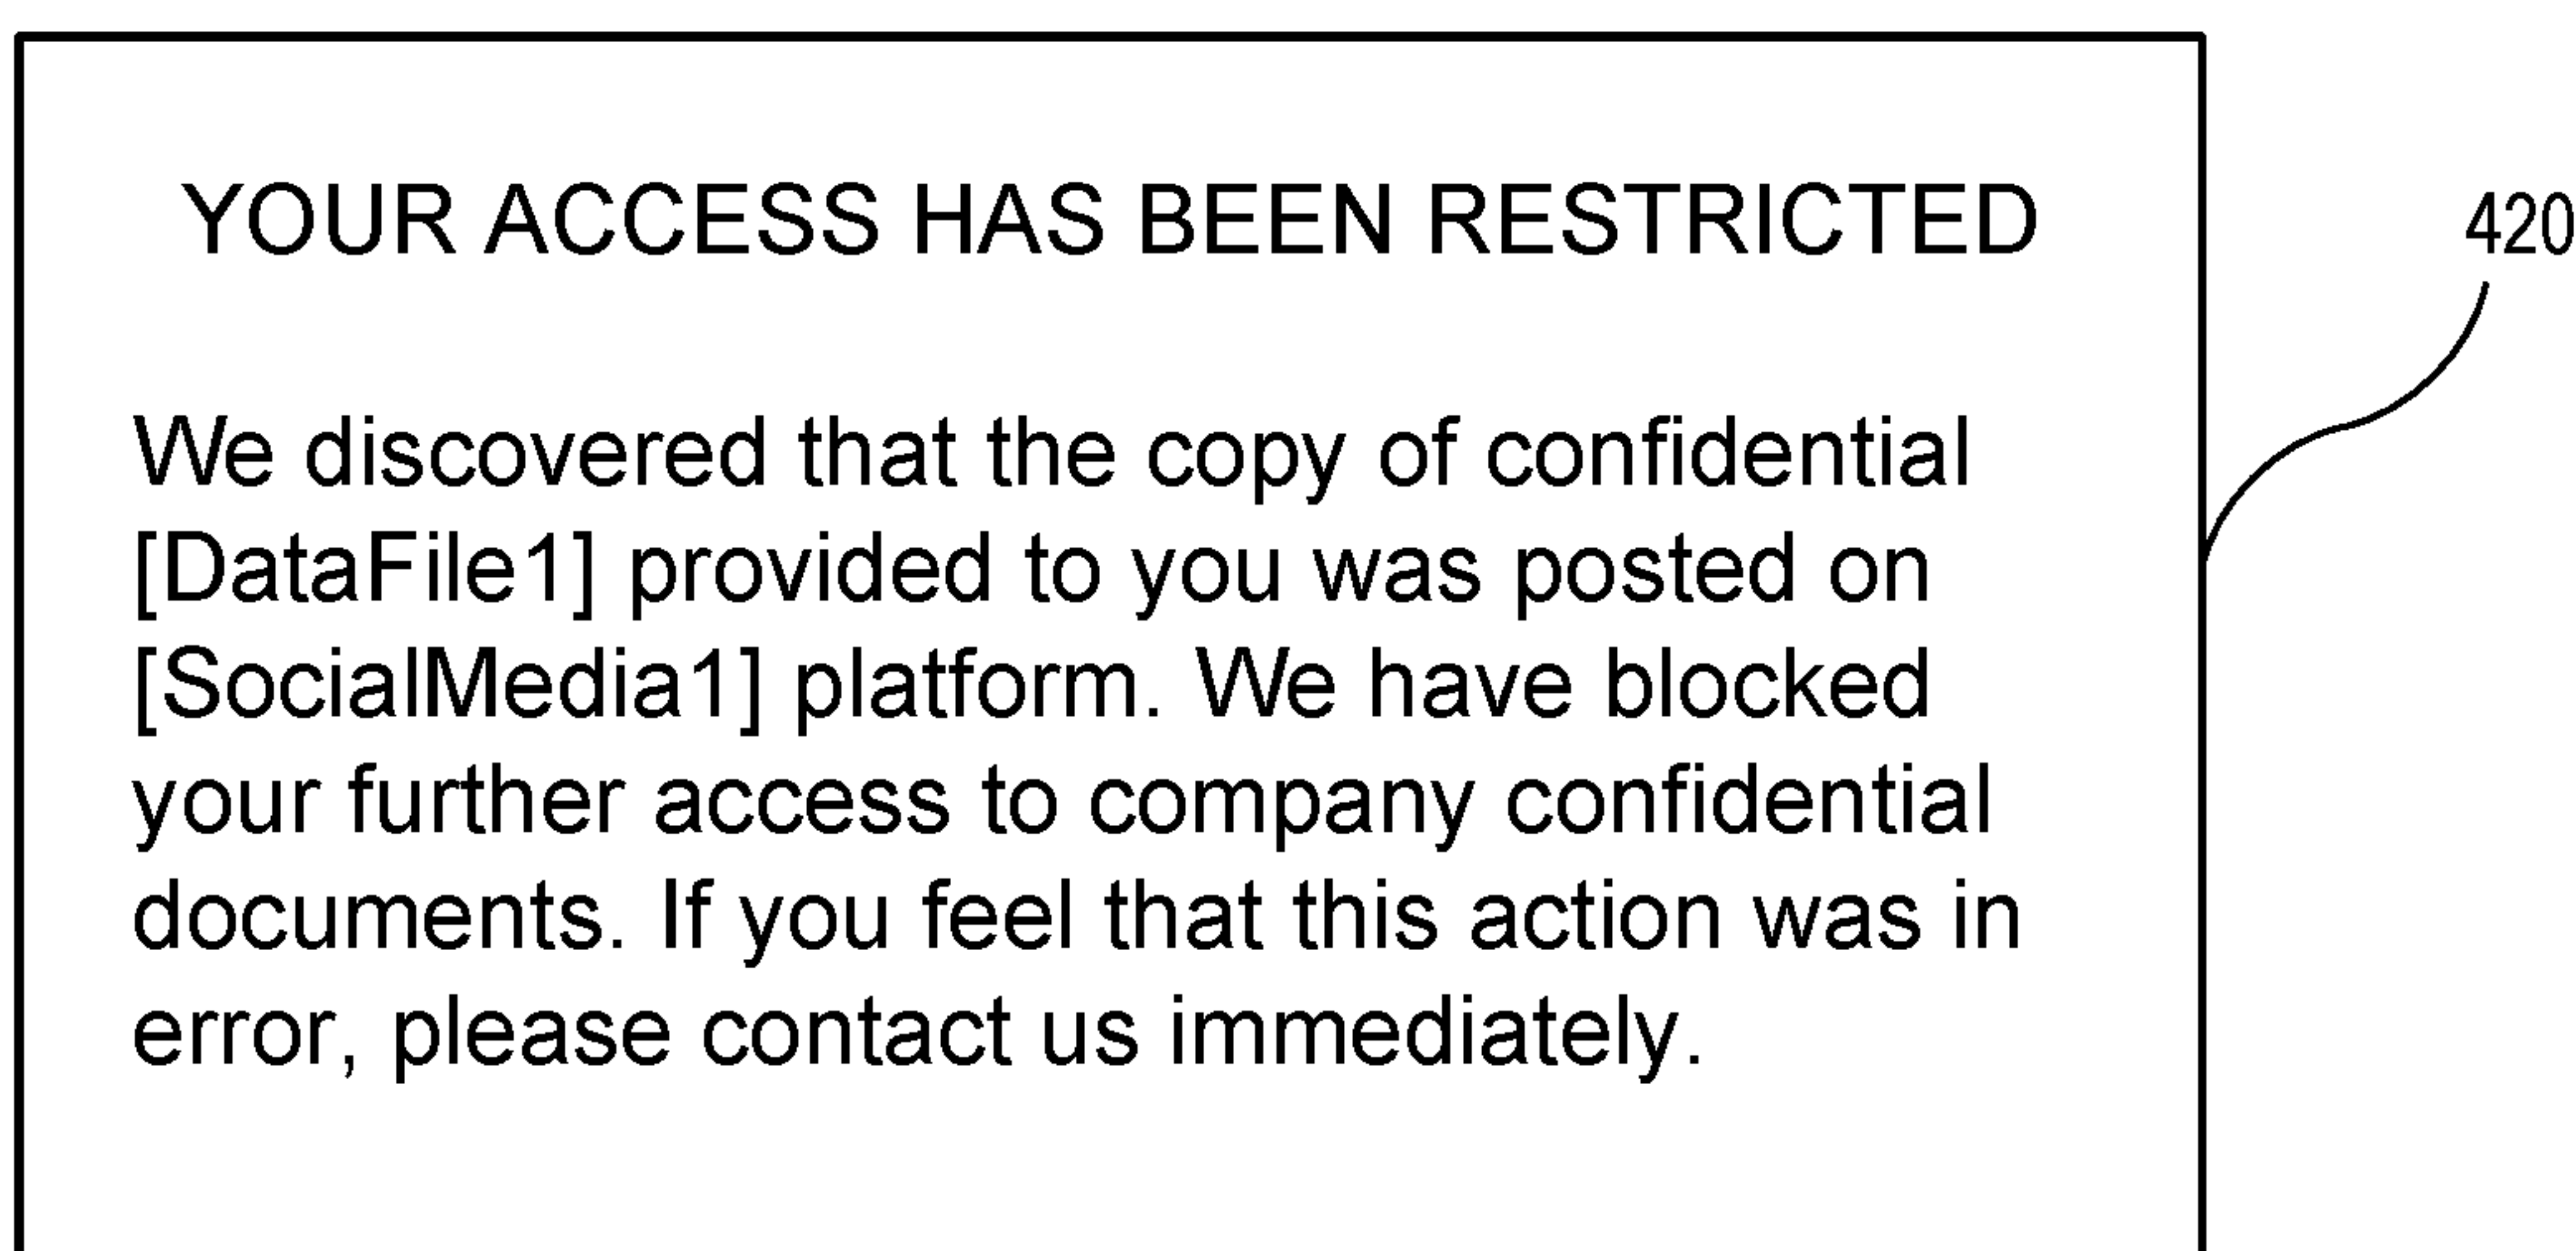 YOUR ACCESS HAS BEEN RESTRICTED
420
We discovered that the copy of confidential
[DataFile1] provided to you was posted on
[SocialMedia1] platform. We have blocked
your further access to company confidential
documents. If you feel that this action was in
error, please contact us immediately.